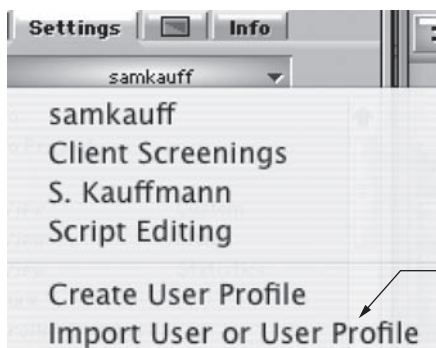 Settings Info
samkauff
samkauff
Client Screenings
S. Kauffmann
Script Editing
Create User Profile
Import User or User Profile